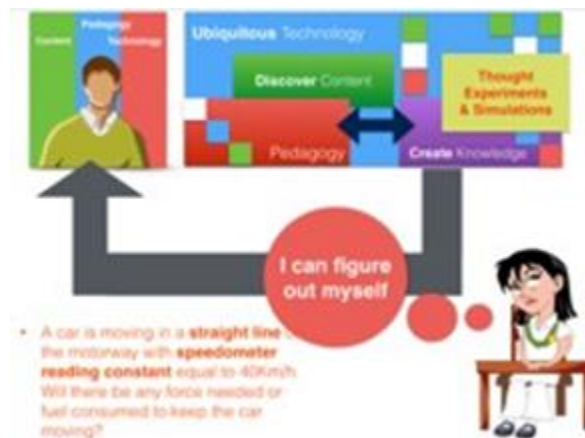 Content
Pedagogy
Technology
Ubiquitous Technology
Discover Content
Pedagogy
Create Knowledge
Thought
Experiments
& Simulations
I can figure
out myself
• A car is moving in a straight line
the motorway with speedometer
reading constant equal to 40Km/h.
Will there be any force needed or
fuel consumed to keep the car
moving?